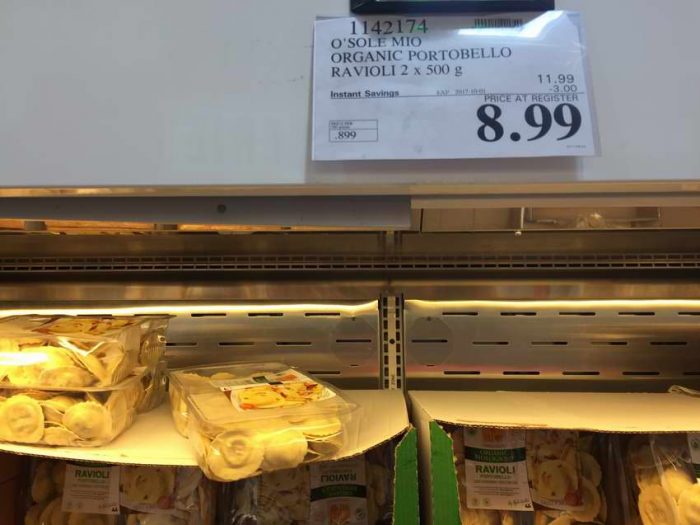 1142174
O'SOLE MIO
ORGANIC PORTOBELLO
RAVIOLI 2 x 500 g
11.99
Instant Savings
-3.00
PRICE AT REGISTER
8.99
.899
RAVIOLI
PORTOBELLO
RAVIOLI